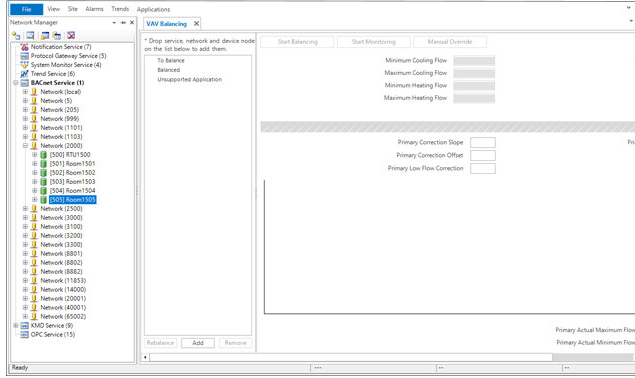 File View Site Alarms Trends Applications
Network Manager
VAV Balancing
Notification Service (7)
Protocol Gateway Service (5)
System Monitor Service (4)
Trend Service (6)
BACnet Service (1)
Network (local)
Network (5)
Network (205)
Network (999)
Network (1101)
Network (1103)
Network (2000)
[500] RTU1500
[501] Room1501
[502] Room1502
[503] Room1503
[504] Room1504
[505] Room1505
Network (2500)
Network (3000)
Network (3100)
Network (3200)
Network (3300)
Network (8801)
Network (8802)
Network (8882)
Network (11853)
Network (14000)
Network (20001)
Network (40001)
Network (65002)
KMD Service (9)
OPC Service (15)
* Drop service, network and device node
on the list below to add them.
To Balance
Balanced
Unsupported Application
Rebalance Add Remove
Start Balancing Start Monitoring Manual Override
Minimum Cooling Flow
Maximum Cooling Flow
Minimum Heating Flow
Maximum Heating Flow
Primary Correction Slope Pri
Primary Correction Offset
Primary Low Flow Correction
Primary Actual Maximum Flow
Primary Actual Minimum Flow
Ready --- -- --